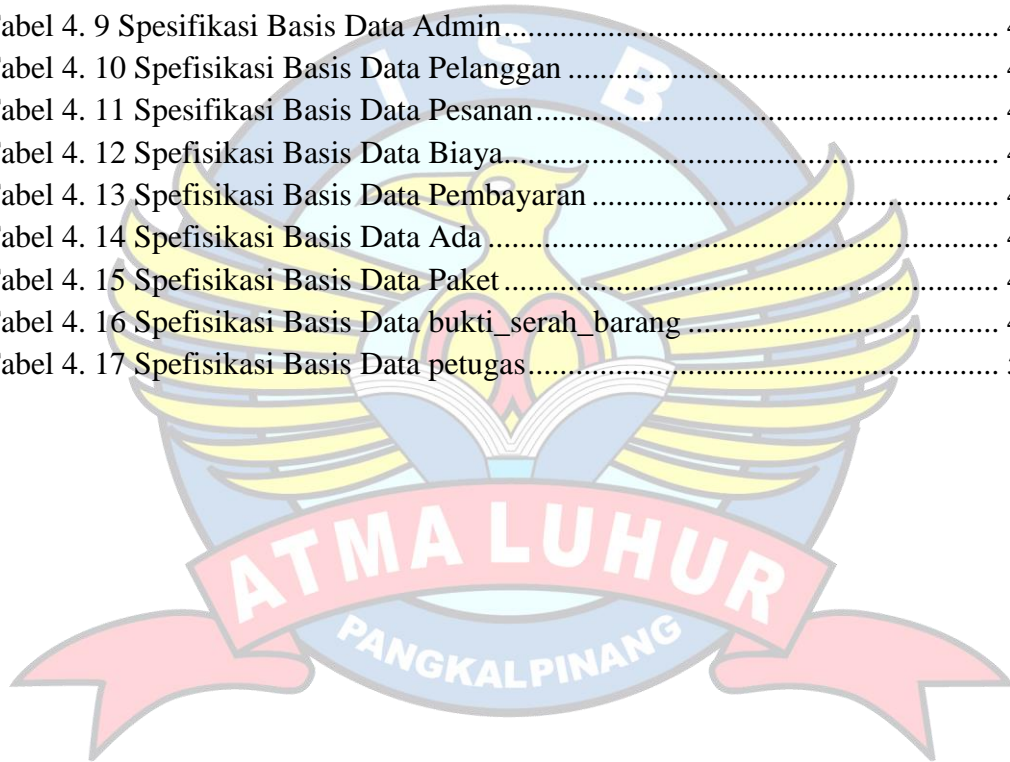 abel 4. 9 Spesifikasi Basis Data Admin
abel 4. 10 Spefisikasi Basis Data Pelanggan
abel 4. 11 Spesifikasi Basis Data Pesanan
abel 4. 12 Spefisikasi Basis Data Biaya
abel 4. 13 Spefisikasi Basis Data Pembayaran
abel 4. 14 Spefisikasi Basis Data Ada
abel 4. 15 Spefisikasi Basis Data Paket
abel 4. 16 Spefisikasi Basis Data bukti_serah_barang
abel 4. 17 Spefisikasi Basis Data petugas
I S B
ATMA LUHUR
PANGKALPINANG